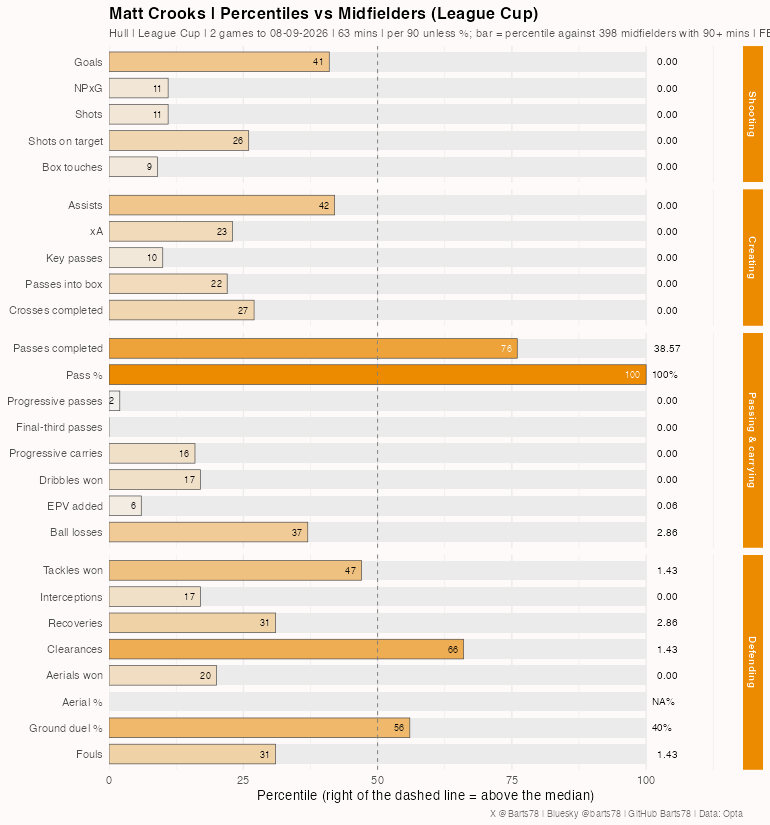 Matt Crooks | Percentiles vs Midfielders (League Cup)
Hull | League Cup | 2 games to 08-09-2026 | 63 mins | per 90 unless %; bar = percentile against 398 midfielders with 90+ mins | FE
Goals 41 0.00
NPxG 11 0.00
Shots 11 0.00
Shots on target 26 0.00
Box touches 9 0.00
Shooting
Assists 42 0.00
xA 23 0.00
Key passes 10 0.00
Passes into box 22 0.00
Crosses completed 27 0.00
Creating
Passes completed 76 38.57
Pass % 100 100%
Progressive passes 2 0.00
Final-third passes 0.00
Progressive carries 16 0.00
Dribbles won 17 0.00
EPV added 6 0.06
Ball losses 37 2.86
Passing & carrying
Tackles won 47 1.43
Interceptions 17 0.00
Recoveries 31 2.86
Clearances 66 1.43
Aerials won 20 0.00
Aerial % NA%
Ground duel % 56 40%
Fouls 31 1.43
Defending
0 25 50 75 100
Percentile (right of the dashed line = above the median)
X @Barts78 | Bluesky @barts78 | GitHub Barts78 | Data: Opta